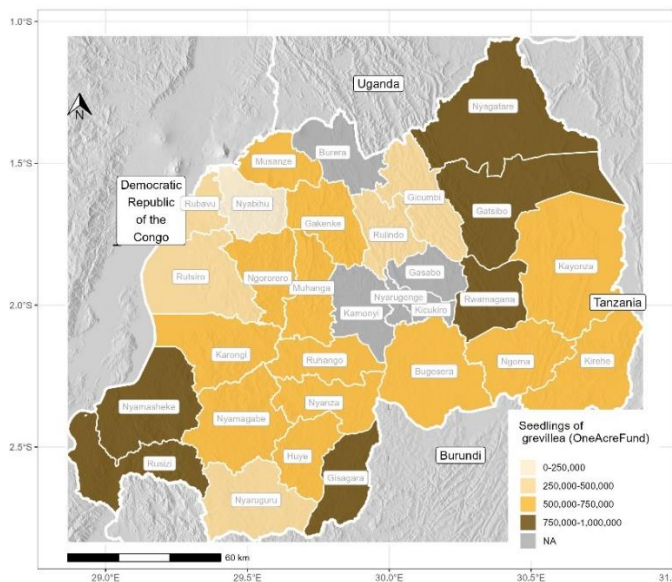 1.0°S
Uganda
Nyagatare
N
Burera
1.5°S
Musanze
Democratic
Republic
of the
Congo
Rubavu
Nyabihu
Gicumbi
Gatsibo
Gakenke
Rulindo
Rutsiro
Ngororero
Muhanga
Gasabo
Kayonza
2.0°S
Nyarugenge
Rwamagana
Tanzania
Kamonyi
Kicukiro
Karongi
Ruhango
Bugesera
Ngoma
Kirehe
Nyamasheke
Nyamagabe
Nyanza
2.5°S
Rusizi
Huye
Gisagara
Burundi
Nyaruguru
Seedlings of
grevillea (OneAcreFund)
0-250,000
250,000-500,000
500,000-750,000
750,000-1,000,000
NA
60 km
29.0°E
29.5°E
30.0°E
30.5°E